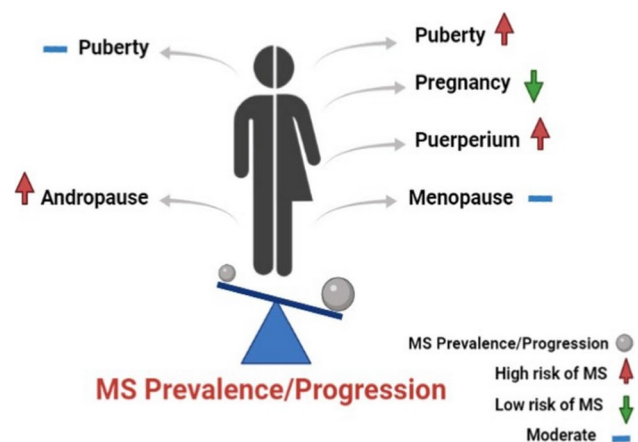 Puberty
Andropause
Puberty
Pregnancy
Puerperium
Menopause
MS Prevalence/Progression
MS Prevalence/Progression
High risk of MS
Low risk of MS
Moderate